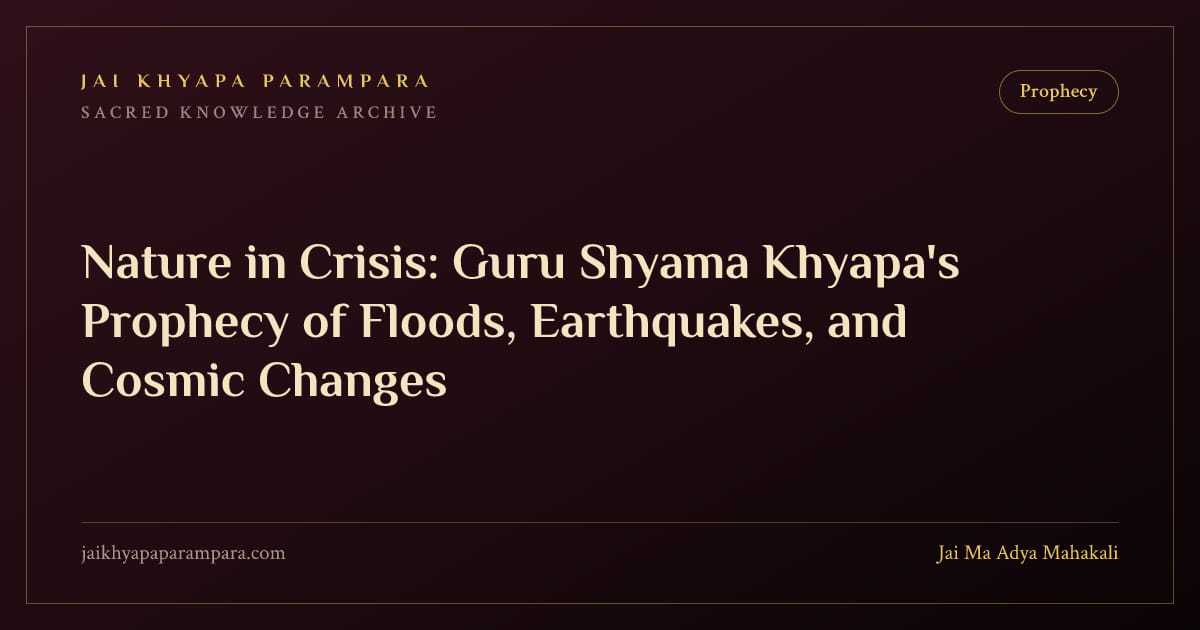 JAI KHYAPA PARAMPARA
SACRED KNOWLEDGE ARCHIVE
Prophecy
Nature in Crisis: Guru Shyama Khyapa's
Prophecy of Floods, Earthquakes, and
Cosmic Changes
jaikhyapaparampara.com
Jai Ma Adya Mahakali